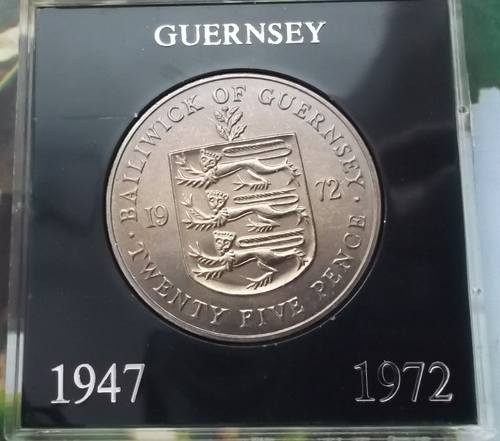 GUERNSEY
· BAILIWICK OF GUERNSEY ·
19 72
TWENTY FIVE PENCE
1947 1972